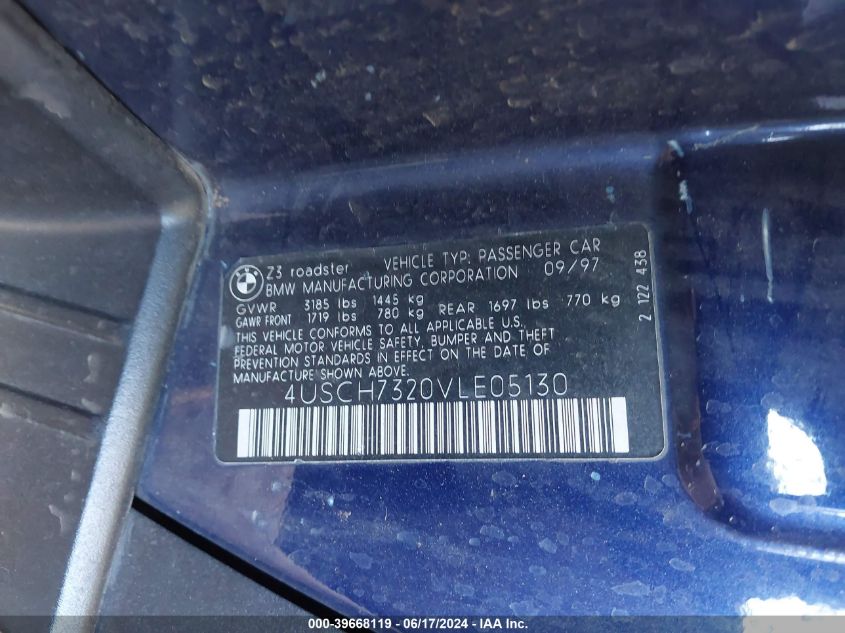 BMW
Z3 roadster VEHICLE TYP: PASSENGER CAR
BMW MANUFACTURING CORPORATION 09/97
GVWR 3185 lbs 1445 kg
GAWR FRONT 1719 lbs 780 kg REAR 1697 lbs 770 kg
THIS VEHICLE CONFORMS TO ALL APPLICABLE U.S.
FEDERAL MOTOR VEHICLE SAFETY, BUMPER AND THEFT
PREVENTION STANDARDS IN EFFECT ON THE DATE OF
MANUFACTURE SHOWN ABOVE.
4USCH7320VLE05130
2 122 438
000-39668119 - 06/17/2024 - IAA Inc.